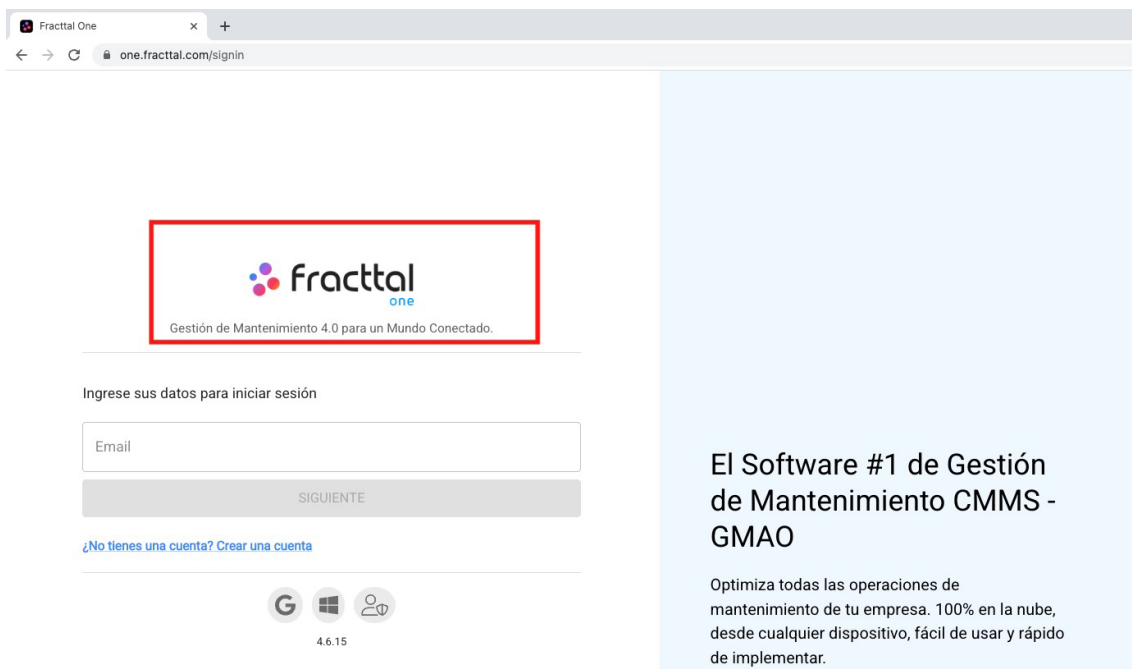 Fracttal One
one.fracttal.com/signin
fracttal
one
Gestión de Mantenimiento 4.0 para un Mundo Conectado.
Ingrese sus datos para iniciar sesión
Email
SIGUIENTE
¿No tienes una cuenta? Crear una cuenta
G
4.6.15
El Software #1 de Gestión
de Mantenimiento CMMS -
GMAO
Optimiza todas las operaciones de
mantenimiento de tu empresa. 100% en la nube,
desde cualquier dispositivo, fácil de usar y rápido
de implementar.